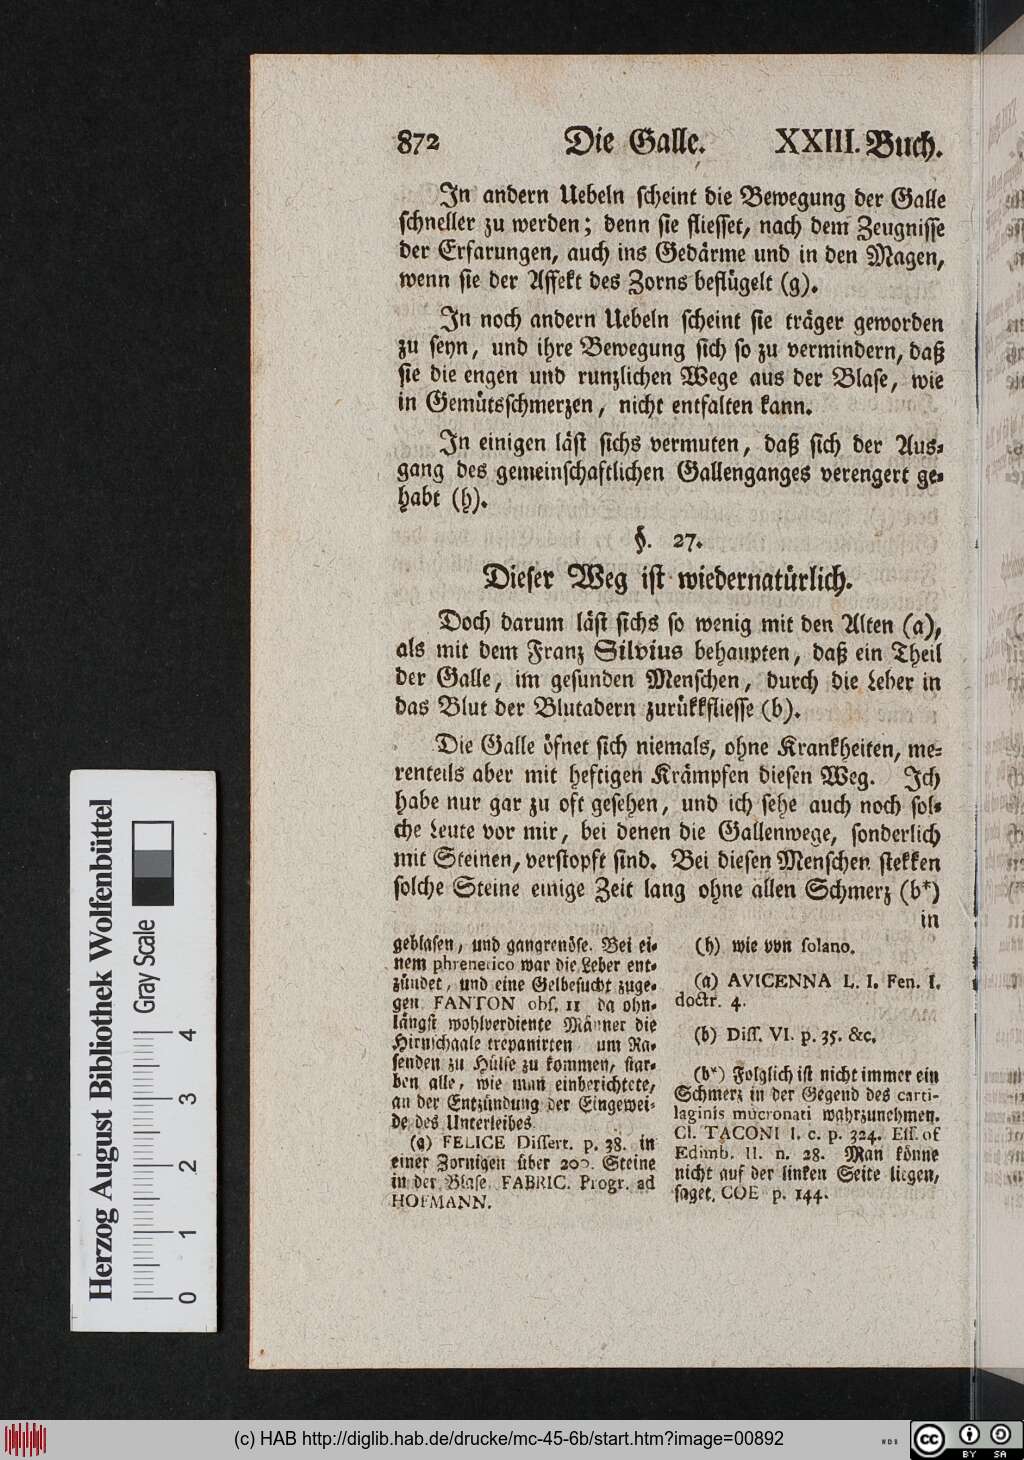 872 Die Galle. XXIII. Buch.
In andern Uebeln scheint die Bewegung der Galle
schneller zu werden; denn sie fliesset, nach dem Zeugnisse
der Erfarungen, auch ins Gedärme und in den Magen,
wenn sie der Affekt des Zorns beflügelt (g).
In noch andern Uebeln scheint sie träger geworden
zu seyn, und ihre Bewegung sich so zu vermindern, daß
sie die engen und runzlichen Wege aus der Blase, wie
in Gemütsschmerzen, nicht entfalten kann.
In einigen läst sichs vermuten, daß sich der Aus-
gang des gemeinschaftlichen Gallenganges verengert ge-
habt (h).
§. 27.
Dieser Weg ist wiedernatürlich.
Doch darum läst sichs so wenig mit den Alten (a),
als mit dem Franz Silvius behaupten, daß ein Theil
der Galle, im gesunden Menschen, durch die Leber in
das Blut der Blutadern zurükkfliesse (b).
Die Galle öfnet sich niemals, ohne Krankheiten, me-
renteils aber mit heftigen Krämpfen diesen Weg. Ich
habe nur gar zu oft gesehen, und ich sehe auch noch sol-
che Leute vor mir, bei denen die Gallenwege, sonderlich
mit Steinen, verstopft sind. Bei diesen Menschen stekken
solche Steine einige Zeit lang ohne allen Schmerz (b*)
in
geblasen, und gangrenöse. Bei ei-
nem phrenetico war die Leber ent-
zündet, und eine Gelbesucht zuge-
gen. FANTON obs. 11 da ohn-
längst wohlverdiente Männer die
Hirnschaale trepanirten um Ra-
senden zu Hülfe zu kommen, star-
ben alle, wie man einberichtete,
an der Entzündung der Eingewei-
de des Unterleibes
(g) FELICE Dissert. p. 38. in
einer Zornigen über 200. Steine
in der Blase. FABRIC. Progr. ad
HOFMANN.
(h) wie von solano.
(a) AVICENNA L. I. Fen. I.
doctr. 4.
(b) Diss. VI. p. 35. &c.
(b*) Folglich ist nicht immer ein
Schmerz in der Gegend des carti-
laginis mucronati wahrzunehmen.
Cl. TACONI l. c. p. 324. Ess. of
Edimb. II. n. 28. Man könne
nicht auf der linken Seite liegen,
saget, COE p. 144.
Herzog August Bibliothek Wolfenbüttel
Gray Scale
0 1 2 3 4
(c) HAB http://diglib.hab.de/drucke/mc-45-6b/start.htm?image=00892
cc BY SA